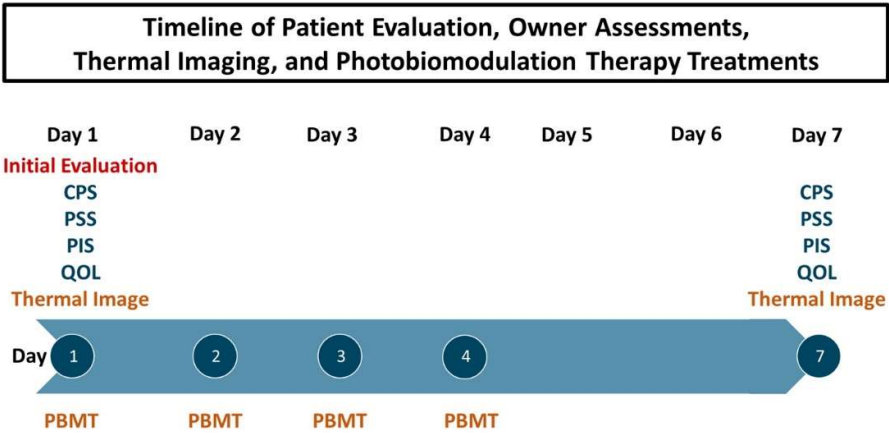 Timeline of Patient Evaluation, Owner Assessments,
Thermal Imaging, and Photobiomodulation Therapy Treatments
Day 1 Day 2 Day 3 Day 4 Day 5 Day 6 Day 7
Initial Evaluation
CPS CPS
PSS PSS
PIS PIS
QOL QOL
Thermal Image Thermal Image
Day 1 2 3 4 7
PBMT PBMT PBMT PBMT